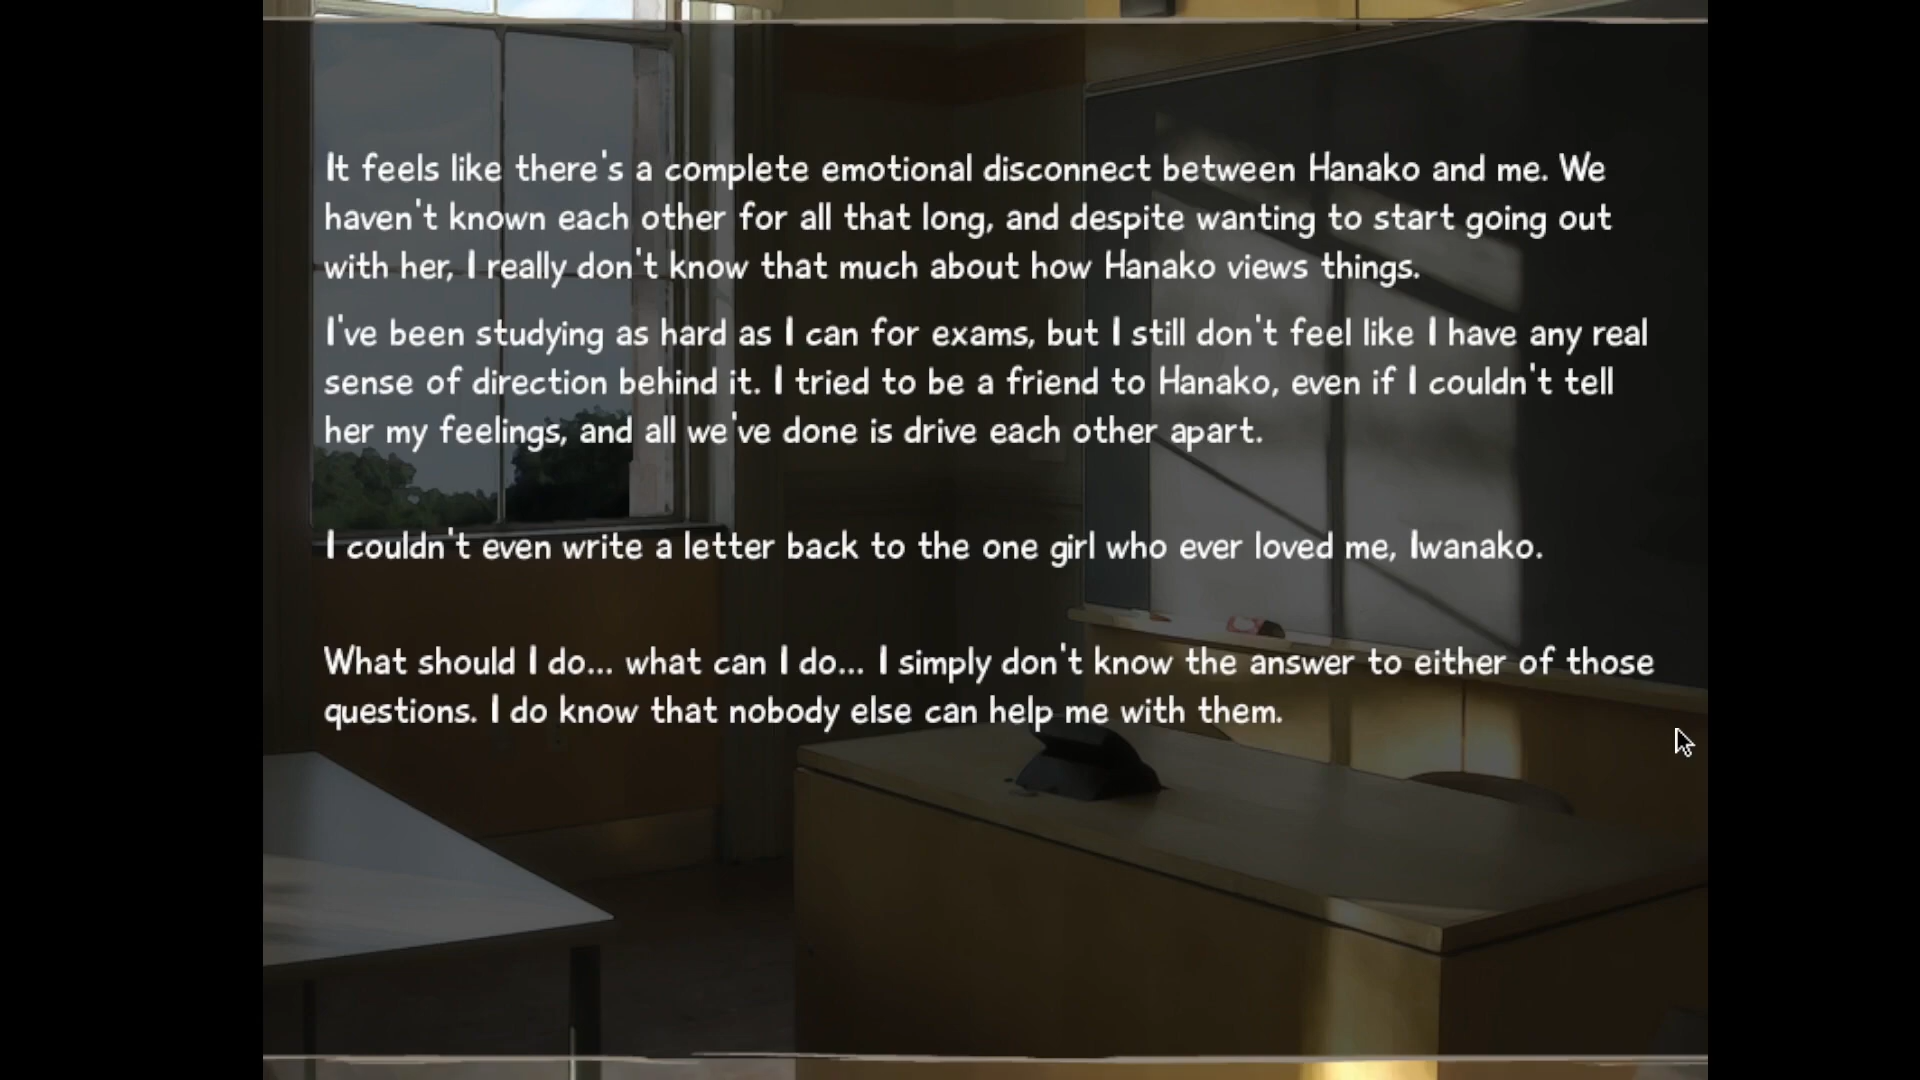 It feels like there's a complete emotional disconnect between Hanako and me. We
haven't known each other for all that long, and despite wanting to start going out
with her, I really don't know that much about how Hanako views things.
I've been studying as hard as I can for exams, but I still don't feel like I have any real
sense of direction behind it. I tried to be a friend to Hanako, even if I couldn't tell
her my feelings, and all we've done is drive each other apart.
I couldn't even write a letter back to the one girl who ever loved me, Iwanako.
What should I do... what can I do... I simply don't know the answer to either of those
questions. I do know that nobody else can help me with them.